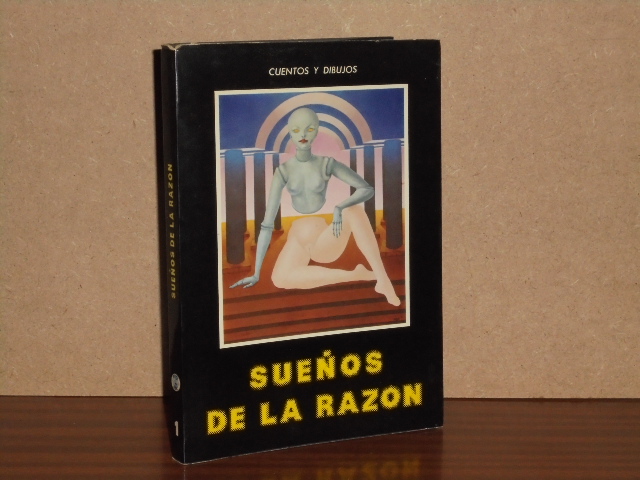 CUENTOS Y DIBUJOS
SUEÑOS
DE LA RAZON
SUEÑOS DE LA RAZON
1